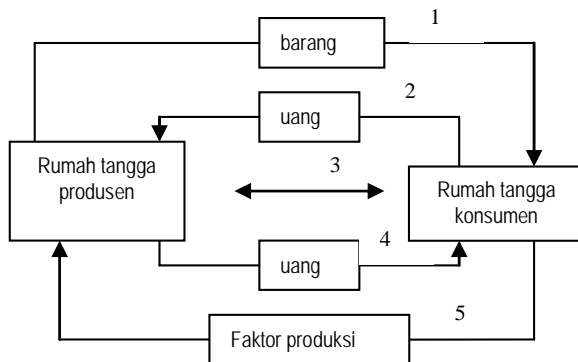 1
barang
2
uang
Rumah tangga
produsen
3
Rumah tangga
konsumen
4
uang
5
Faktor produksi